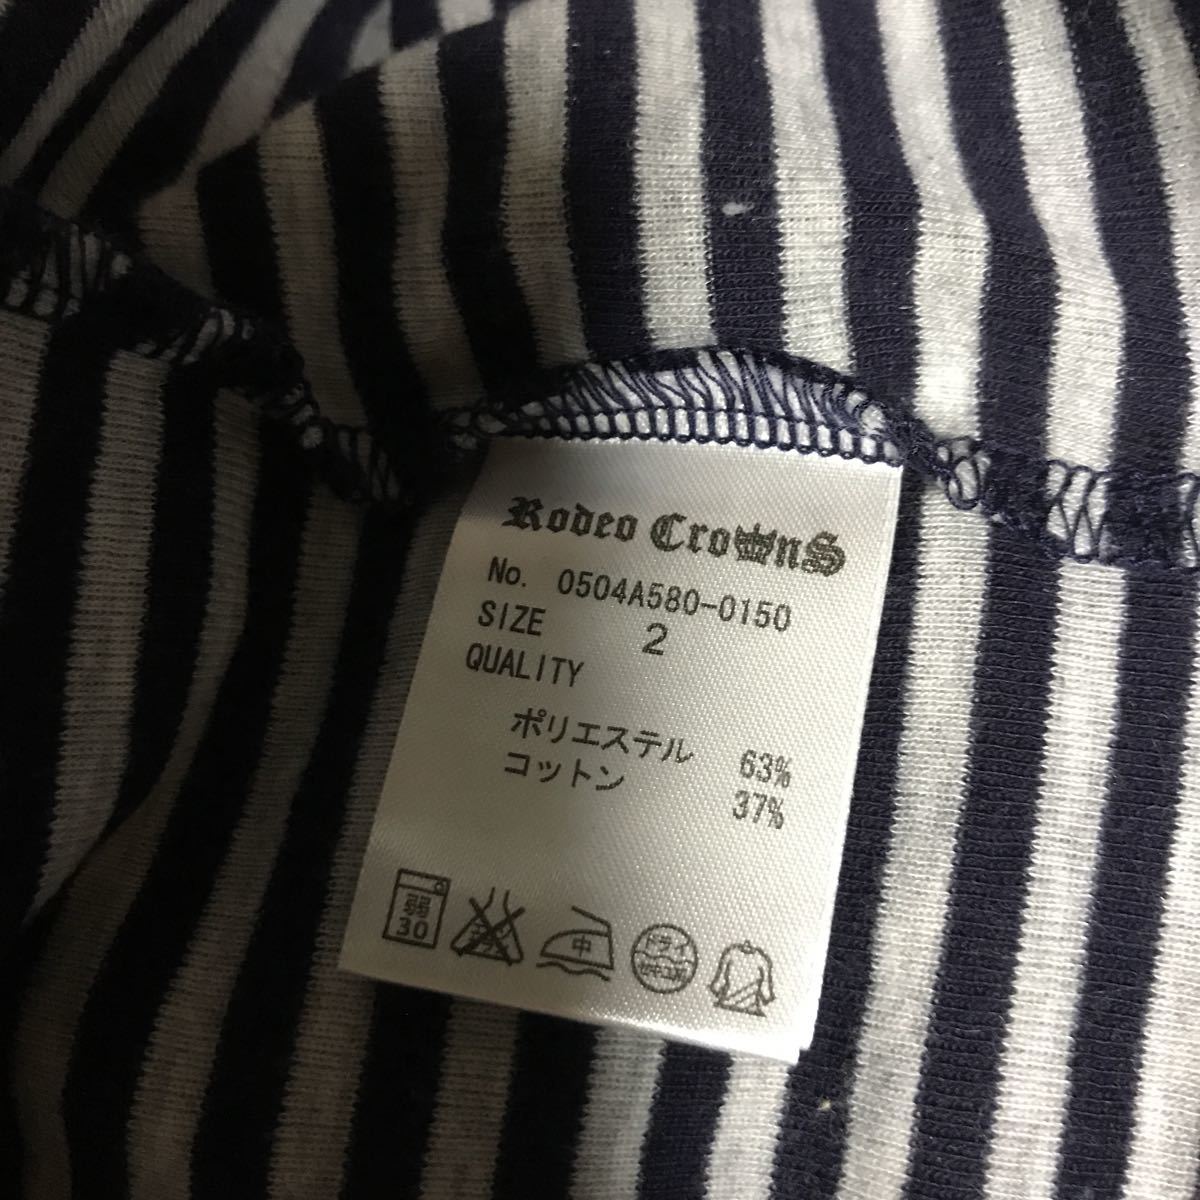 Rodeo CrownS
No. 0504A580-0150
SIZE 2
QUALITY
ポリエステル 63%
コットン 37%
弱
30
中
ドライ